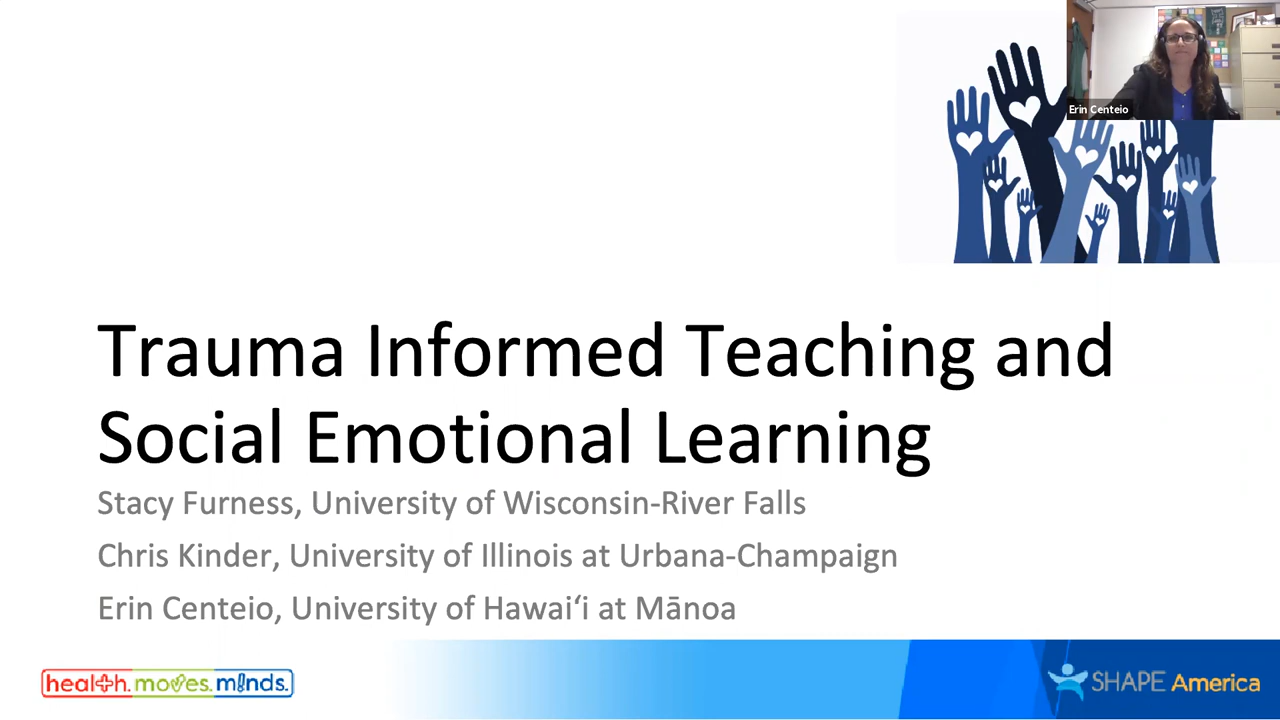 Erin Centeio
Trauma Informed Teaching and
Social Emotional Learning
Stacy Furness, University of Wisconsin-River Falls
Chris Kinder, University of Illinois at Urbana-Champaign
Erin Centeio, University of Hawaiʻi at Mānoa
health. moves. minds.
SHAPE America